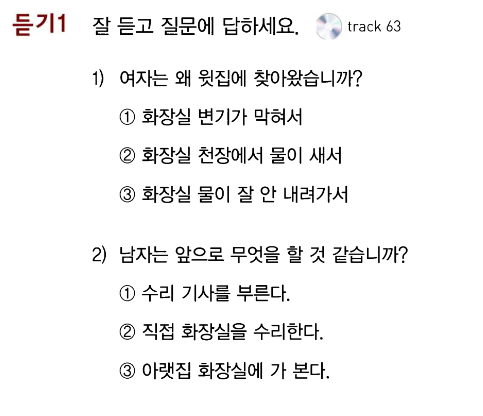 듣기1 잘 듣고 질문에 답하세요. track 63
1) 여자는 왜 윗집에 찾아왔습니까?
① 화장실 변기가 막혀서
② 화장실 천장에서 물이 새서
③ 화장실 물이 잘 안 내려가서
2) 남자는 앞으로 무엇을 할 것 같습니까?
① 수리 기사를 부른다.
② 직접 화장실을 수리한다.
③ 아랫집 화장실에 가 본다.